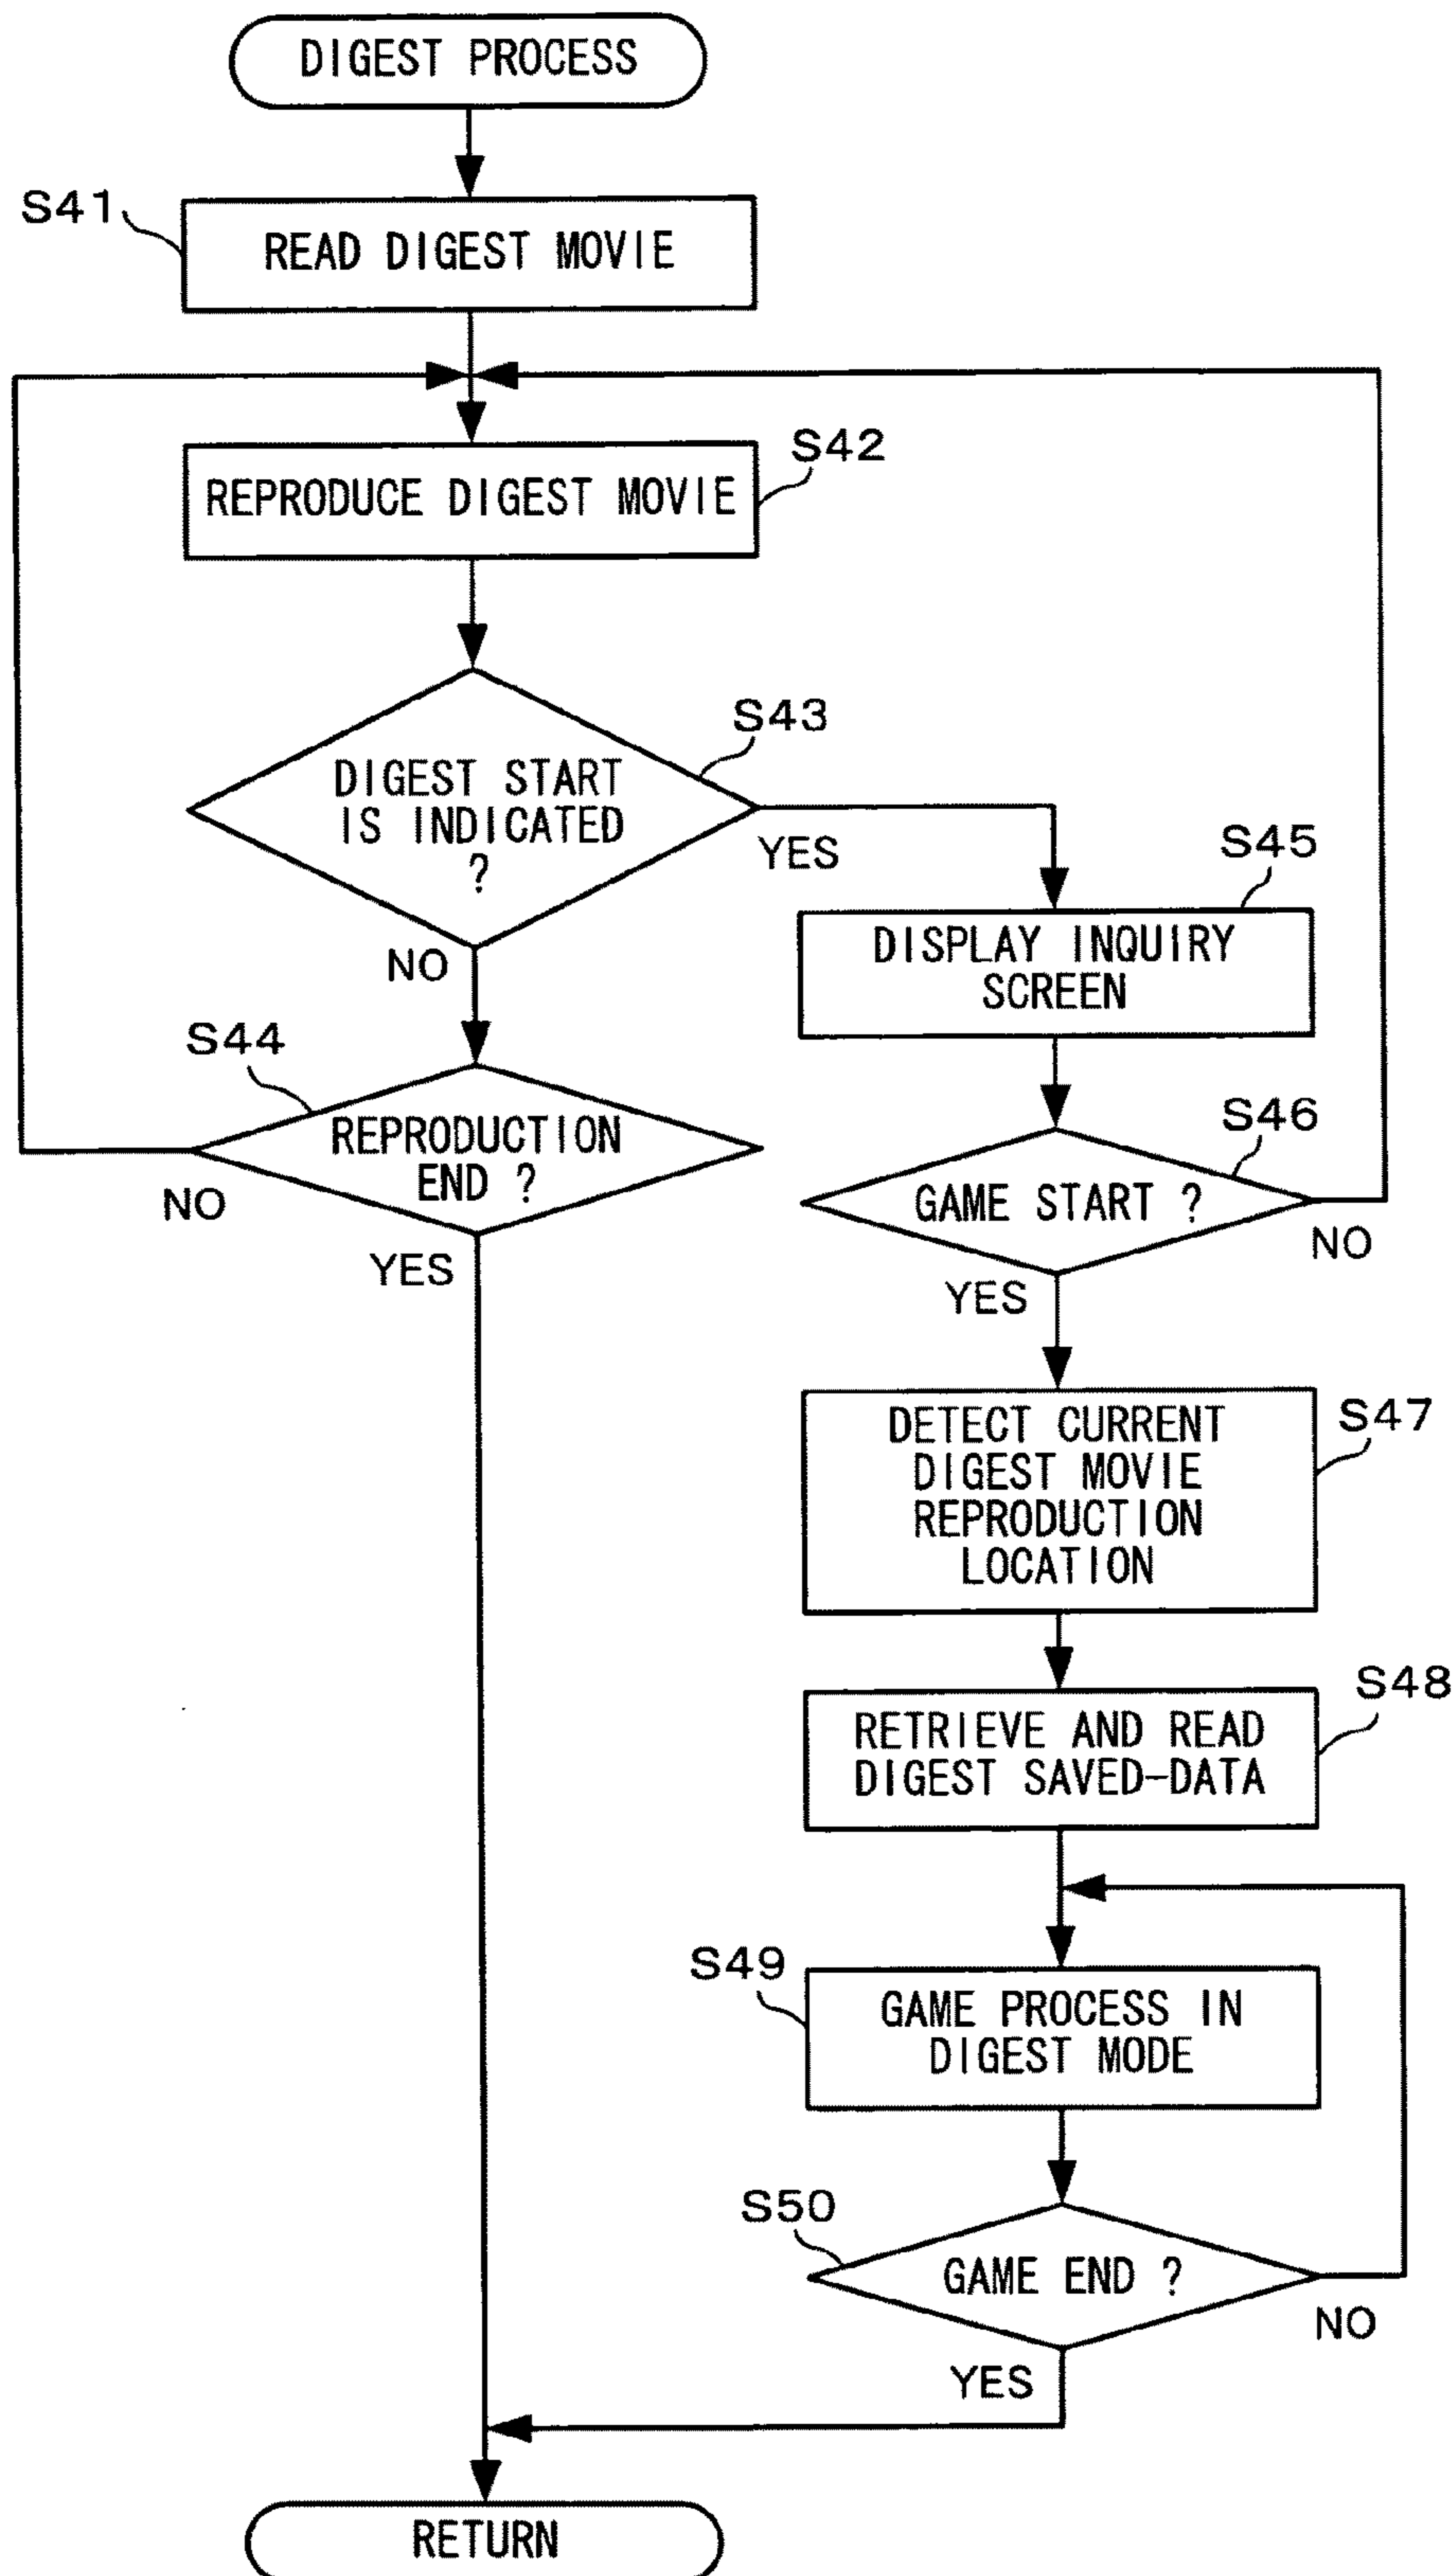 DIGEST PROCESS
S41
READ DIGEST MOVIE
S42
REPRODUCE DIGEST MOVIE
S43
DIGEST START
IS INDICATED
?
YES
NO
S45
DISPLAY INQUIRY
SCREEN
S44
REPRODUCTION
END ?
NO
YES
S46
GAME START ?
NO
YES
S47
DETECT CURRENT
DIGEST MOVIE
REPRODUCTION
LOCATION
S48
RETRIEVE AND READ
DIGEST SAVED-DATA
S49
GAME PROCESS IN
DIGEST MODE
S50
GAME END ?
NO
YES
RETURN